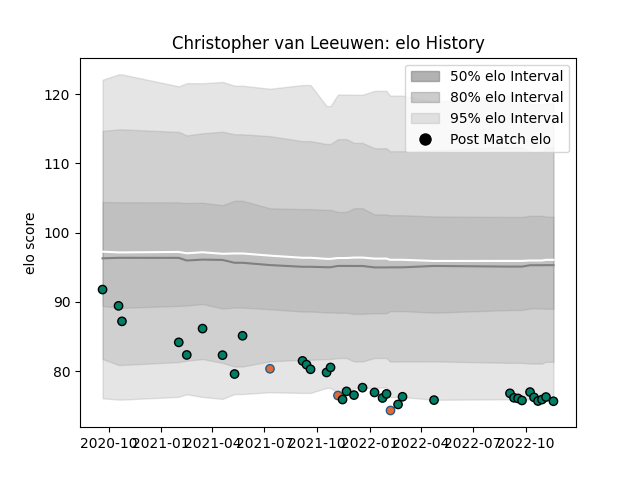 Christopher van Leeuwen: elo History
50% elo Interval
80% elo Interval
95% elo Interval
Post Match elo
elo score
120
110
100
90
80
2020-10 2021-01 2021-04 2021-07 2021-10 2022-01 2022-04 2022-07 2022-10